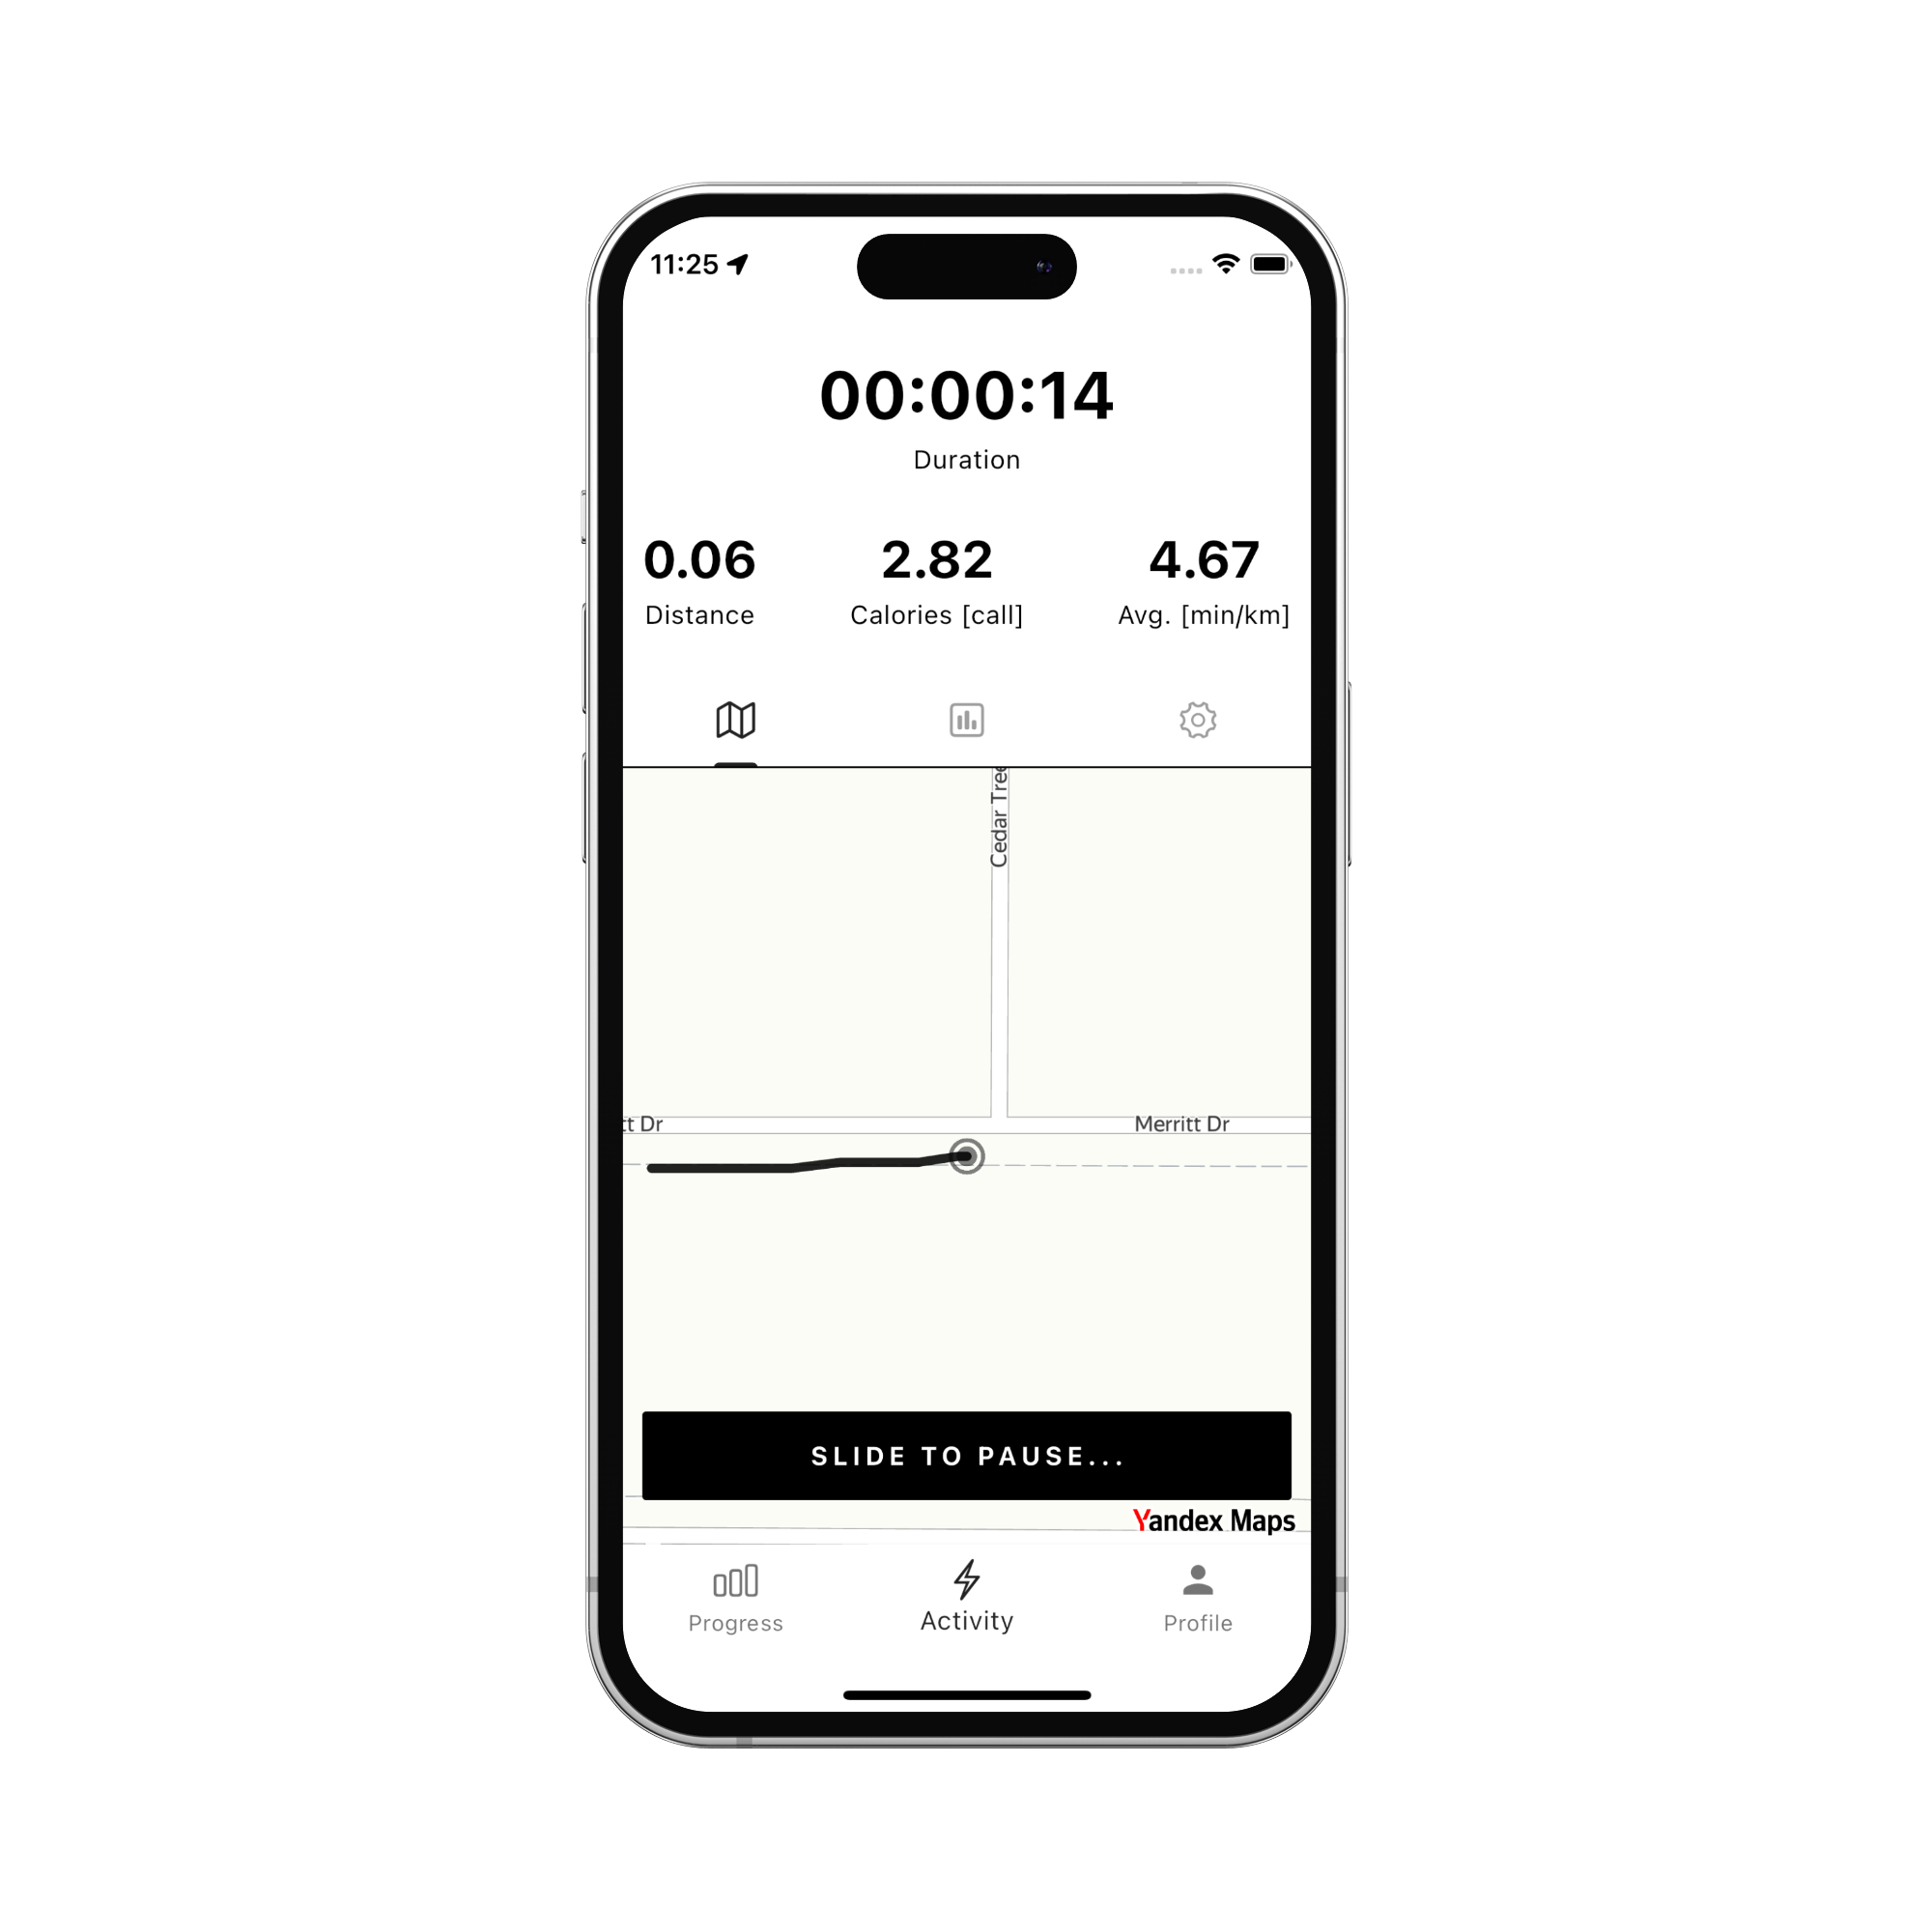 11:25
00:00:14
Duration
0.06 2.82 4.67
Distance Calories [call] Avg. [min/km]
Cedar Tree
tt Dr Merritt Dr
SLIDE TO PAUSE...
Yandex Maps
Progress Activity Profile